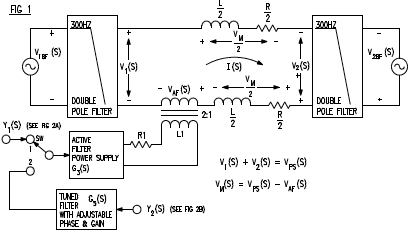 FIG 1
L
2
R
2
300HZ
300HZ
+ V_M/2 -
V_1BF(S)
V_1(S)
I(S)
V_2(S)
V_2BF(S)
- V_M/2 +
- V_AF(S) +
DOUBLE
POLE FILTER
DOUBLE
POLE FILTER
2:1
L
2
R
2
Y_1(S) (SEE FIG 2A)
SW
1
2
ACTIVE
FILTER
POWER SUPPLY
G_3(S)
R1
L1
V_1(S) + V_2(S) = V_PS(S)
V_M(S) = V_PS(S) - V_AF(S)
TUNED G_5(S)
FILTER
WITH ADJUSTABLE
PHASE & GAIN
Y_2(S) (SEE FIG 2B)